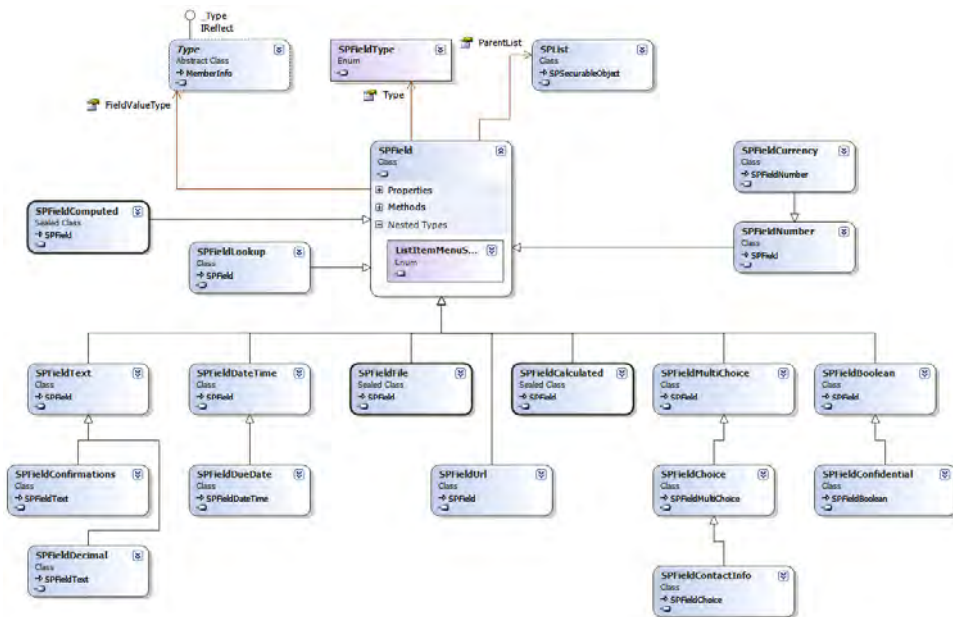 _Type
IReflect
Type
Abstract Class
MemberInfo
FieldValueType
SPFieldType
Enum
Type
ParentList
SPList
Class
SPSecurableObject
SPField
Class
Properties
Methods
Nested Types
ListItemMenuS...
Enum
SPFieldCurrency
Class
SPFieldNumber
SPFieldNumber
Class
SPField
SPFieldComputed
Sealed Class
SPField
SPFieldLookup
Class
SPField
SPFieldText
Class
SPField
SPFieldDateTime
Class
SPField
SPFieldFile
Sealed Class
SPField
SPFieldCalculated
Sealed Class
SPField
SPFieldMultiChoice
Class
SPField
SPFieldBoolean
Class
SPField
SPFieldConfirmations
Class
SPFieldText
SPFieldDueDate
Class
SPFieldDateTime
SPFieldUrl
Class
SPField
SPFieldChoice
Class
SPFieldMultiChoice
SPFieldConfidential
Class
SPFieldBoolean
SPFieldDecimal
Class
SPFieldText
SPFieldContactInfo
Class
SPFieldChoice